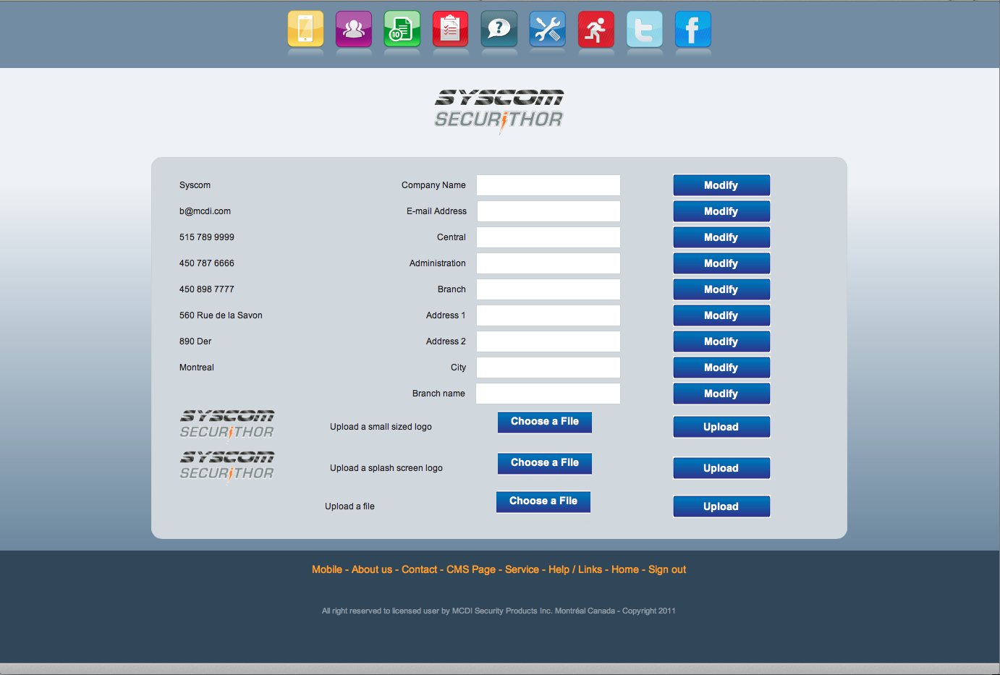 10
?
t
f
SYSCOM
SECURITHOR
Syscom Company Name Modify
b@mcdi.com E-mail Address Modify
515 789 9999 Central Modify
450 787 6666 Administration Modify
450 898 7777 Branch Modify
560 Rue de la Savon Address 1 Modify
890 Der Address 2 Modify
Montreal City Modify
Branch name Modify
SYSCOM
SECURITHOR
Upload a small sized logo Choose a File Upload
SYSCOM
SECURITHOR
Upload a splash screen logo Choose a File Upload
Upload a file Choose a File Upload
Mobile - About us - Contact - CMS Page - Service - Help / Links - Home - Sign out
All right reserved to licensed user by MCDI Security Products Inc. Montréal Canada - Copyright 2011